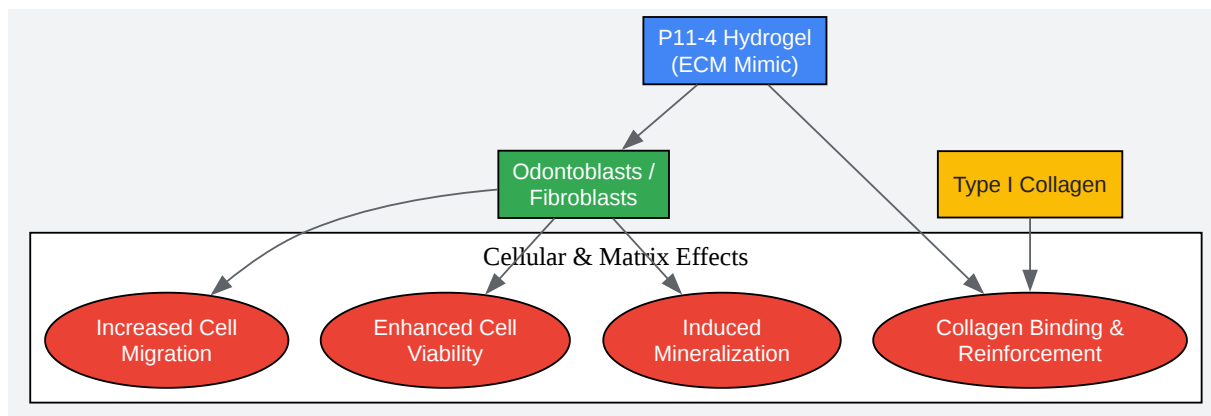 P11-4 Hydrogel
(ECM Mimic)
Odontoblasts /
Fibroblasts
Type I Collagen
Cellular & Matrix Effects
Increased Cell
Migration
Enhanced Cell
Viability
Induced
Mineralization
Collagen Binding &
Reinforcement